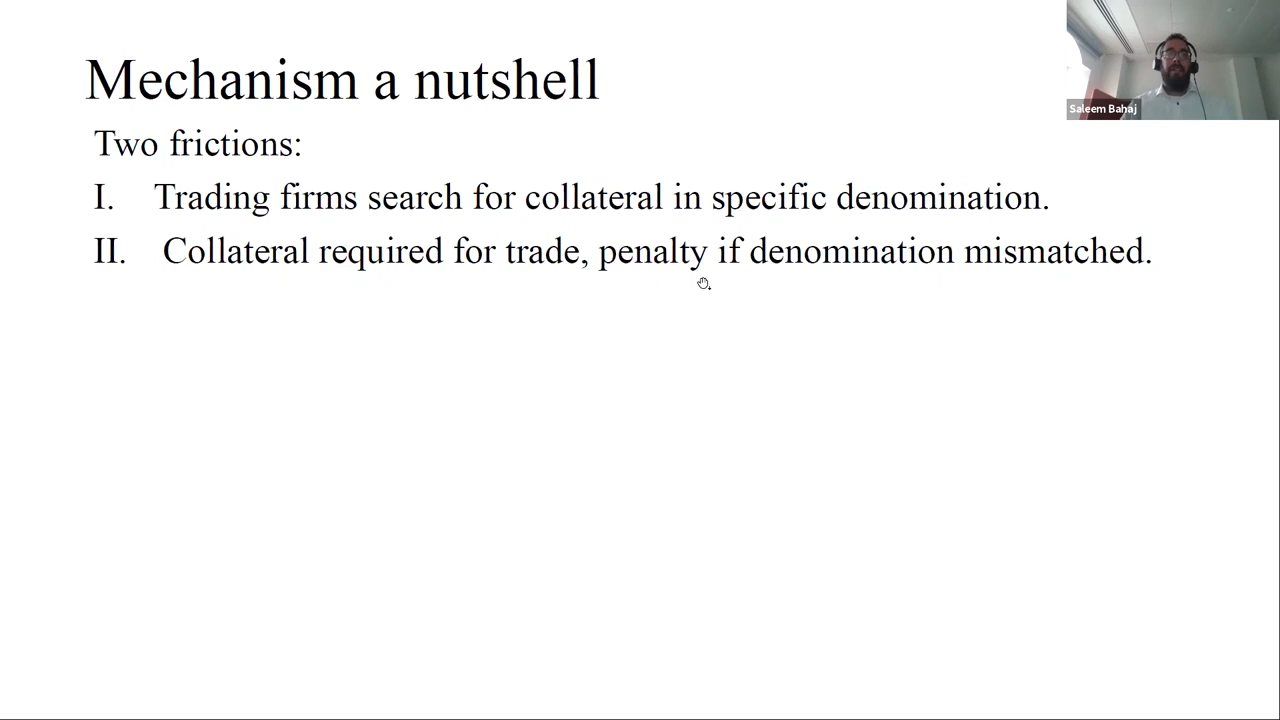 Mechanism a nutshell
Saleem Bahaj
Two frictions:
I. Trading firms search for collateral in specific denomination.
II. Collateral required for trade, penalty if denomination mismatched.